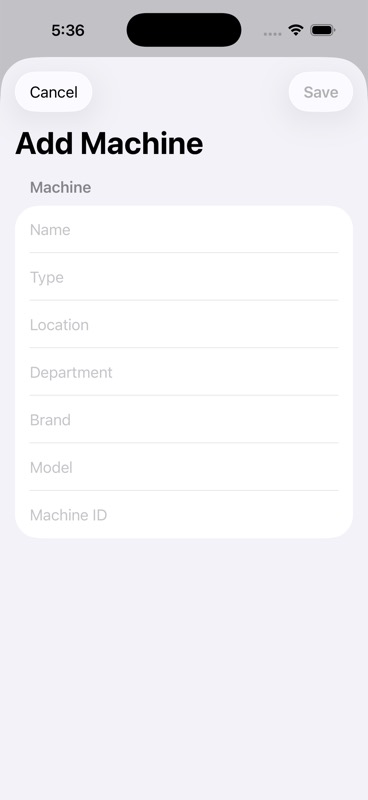 5:36
Cancel
Save
Add Machine
Machine
Name
Type
Location
Department
Brand
Model
Machine ID